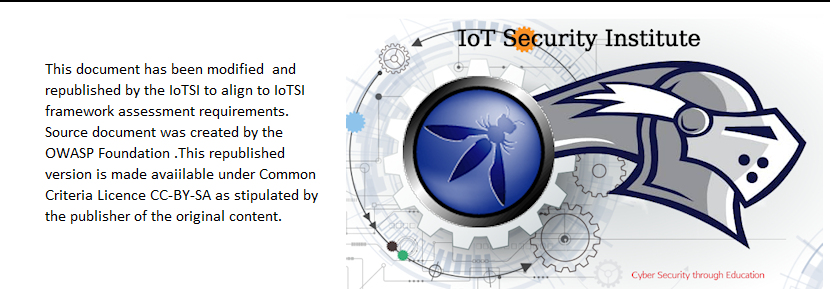 This document has been modified  and
republished by the IoTSI to align to IoTSI
framework assessment requirements.
Source document was created by the
OWASP Foundation .This republished
version is made avaiilable under Common
Criteria Licence CC-BY-SA as stipulated by
the publisher of the original content.
IoT Security Institute
Cyber Security through Education